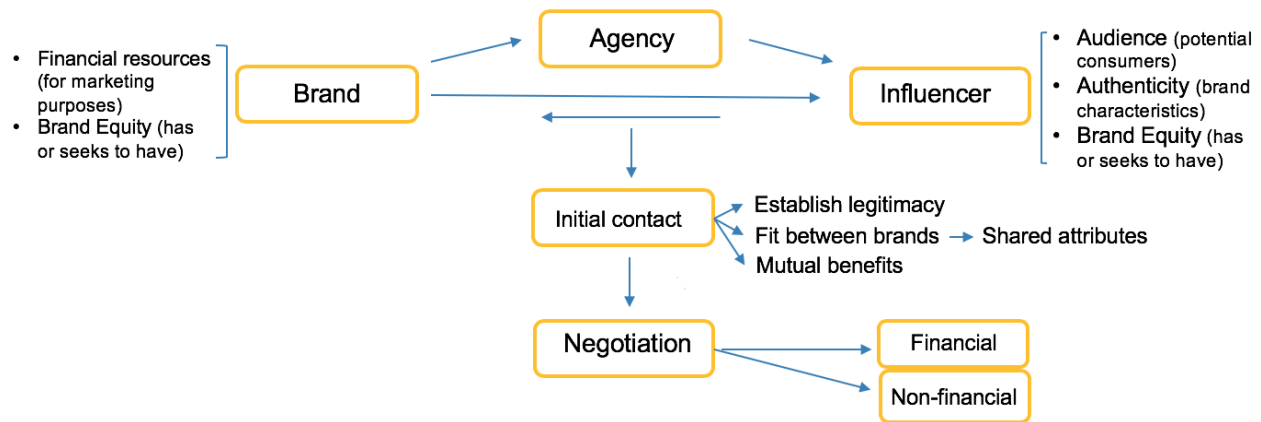 Agency
• Financial resources
(for marketing
purposes)
• Brand Equity (has
or seeks to have)
Brand
Influencer
• Audience (potential
consumers)
• Authenticity (brand
characteristics)
• Brand Equity (has
or seeks to have)
Initial contact
Establish legitimacy
Fit between brands
Shared attributes
Mutual benefits
Negotiation
Financial
Non-financial